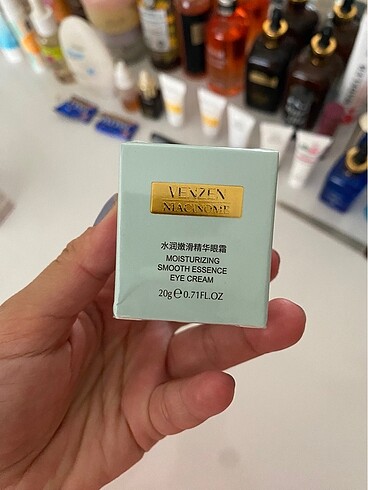 VENZEN
NIACINOME
水润嫩滑精华眼霜
MOISTURIZING
SMOOTH ESSENCE
EYE CREAM
20g ℮ 0.71FL.OZ